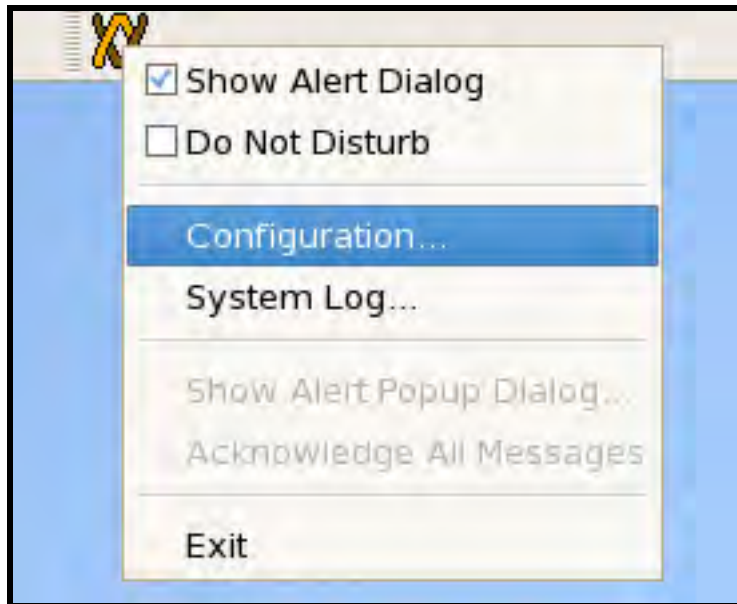 Show Alert Dialog
Do Not Disturb
Configuration...
System Log...
Show Alert Popup Dialog...
Acknowledge All Messages
Exit